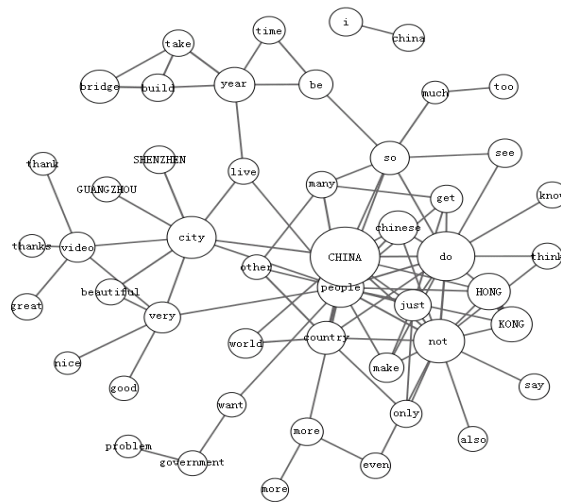 i
time
china
take
year
be
bridge
build
much
too
so
see
SHENZHEN
thank
live
many
GUANGZHOU
get
know
chinese
city
thanks
video
CHINA
do
think
other
people
beautiful
HONG
great
very
just
KONG
world
country
not
nice
make
good
say
want
only
more
also
problem
government
even
more